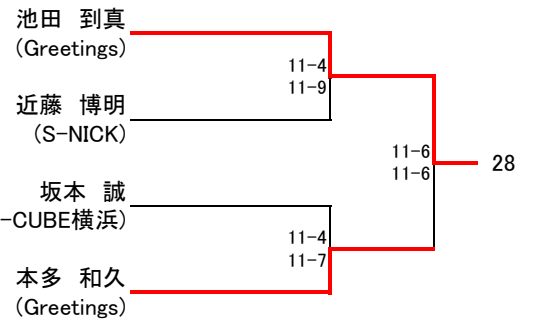 池田　到真
(Greetings)
11-4
11-9
近藤　博明
(S-NICK)
11-6
11-6
28
坂本　誠
-CUBE横浜)
11-4
11-7
本多　和久
(Greetings)